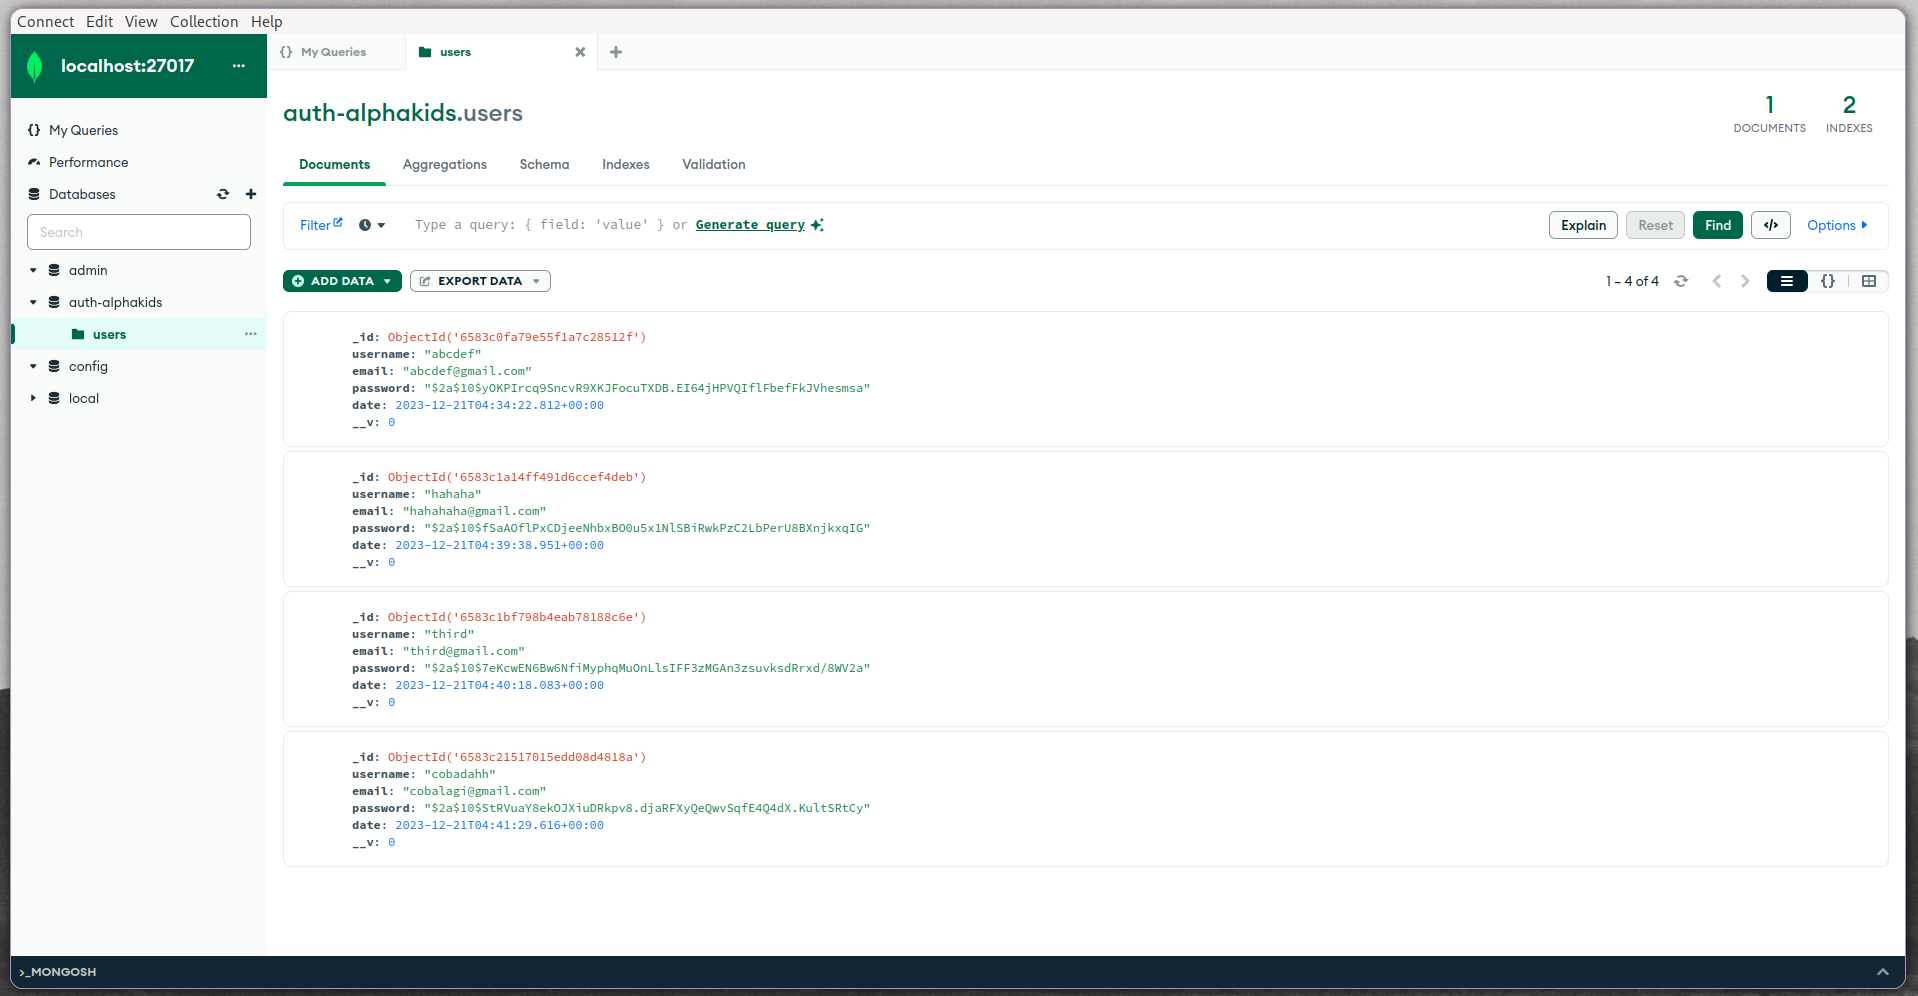 Connect Edit View Collection Help
localhost:27017 ...
{} My Queries
users
auth-alphakids.users
1 DOCUMENTS
2 INDEXES
My Queries
Performance
Databases
Search
admin
auth-alphakids
users ...
config
local
Documents Aggregations Schema Indexes Validation
Filter Type a query: { field: 'value' } or Generate query Explain Reset Find </> Options
ADD DATA EXPORT DATA 1 – 4 of 4 {}
_id: ObjectId('6583c0fa79e55f1a7c28512f')
username: "abcdef"
email: "abcdef@gmail.com"
password: "$2a$10$yOKPIrcq9SncvR9XKJFocuTXDB.EI64jHPVQIflFbefFkJVhesmsa"
date: 2023-12-21T04:34:22.812+00:00
__v: 0
_id: ObjectId('6583c1a14ff491d6ccef4deb')
username: "hahaha"
email: "hahahaha@gmail.com"
password: "$2a$10$fSaAOflPxCDjeeNhbxBO0u5x1NlSBiRwkPzC2LbPerU8BXnjkxqIG"
date: 2023-12-21T04:39:38.951+00:00
__v: 0
_id: ObjectId('6583c1bf798b4eab78188c6e')
username: "third"
email: "third@gmail.com"
password: "$2a$10$7eKcwEN6Bw6NfiMyphqMuOnLlsIFF3zMGAn3zsuvksdRrxd/8WV2a"
date: 2023-12-21T04:40:18.083+00:00
__v: 0
_id: ObjectId('6583c21517015edd08d4818a')
username: "cobadahh"
email: "cobalagi@gmail.com"
password: "$2a$10$StRVuaY8ekOJXiuDRkpv8.djaRFXyQeQwvSqfE4Q4dX.KultSRtCy"
date: 2023-12-21T04:41:29.616+00:00
__v: 0
>_MONGOSH